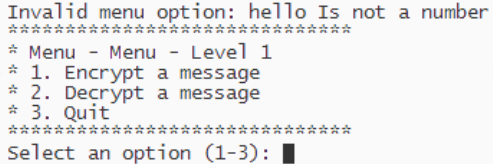 Invalid menu option: hello Is not a number
******************************
* Menu - Menu - Level 1
* 1. Encrypt a message
* 2. Decrypt a message
* 3. Quit
******************************
Select an option (1-3):